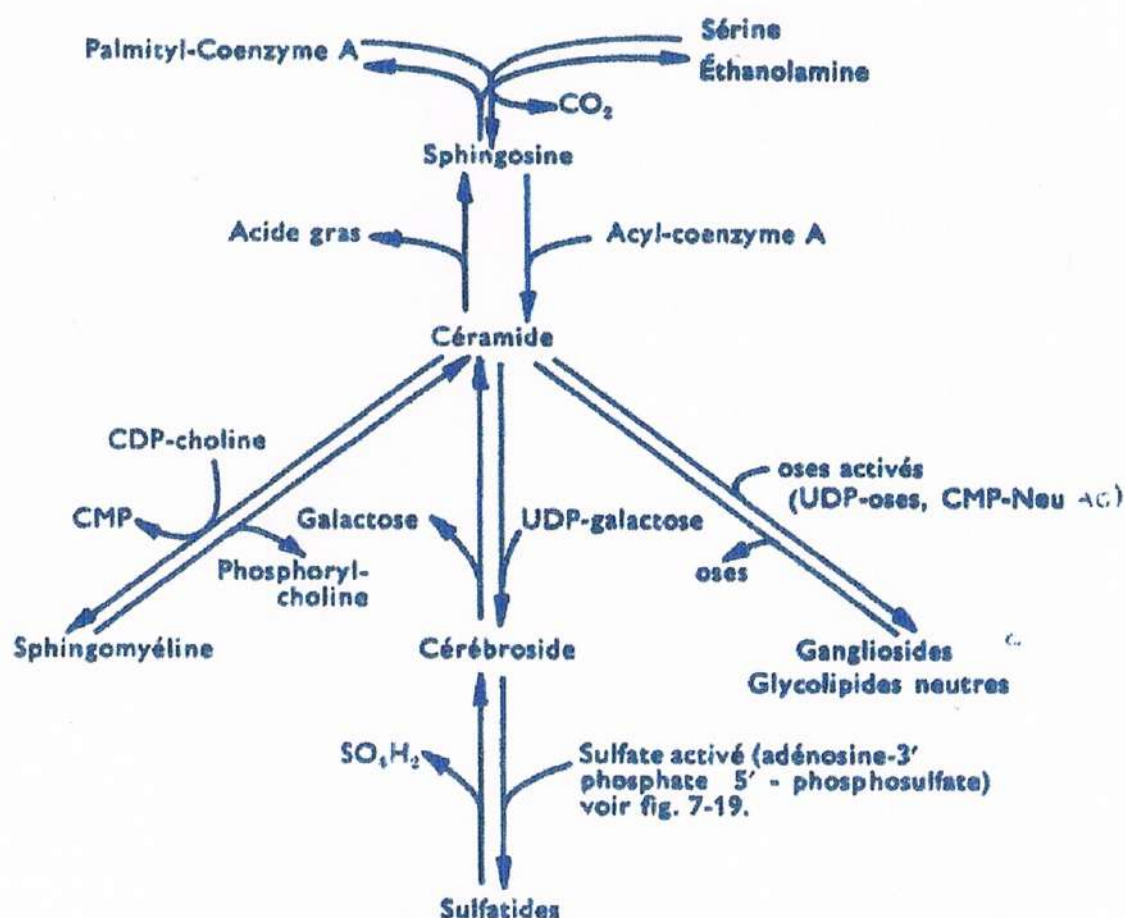 Sérine
Palmityl-Coenzyme A
Éthanolamine
CO₂
Sphingosine
Acide gras
Acyl-coenzyme A
Céramide
CDP-choline
oses activés
(UDP-oses, CMP-Neu AC)
CMP
Galactose
UDP-galactose
Phosphoryl-
choline
oses
Sphingomyéline
Cérébroside
Gangliosides
Glycolipides neutres
SO₄H₂
Sulfate activé (adénosine-3′
phosphate 5′ - phosphosulfate)
voir fig. 7-19.
Sulfatides